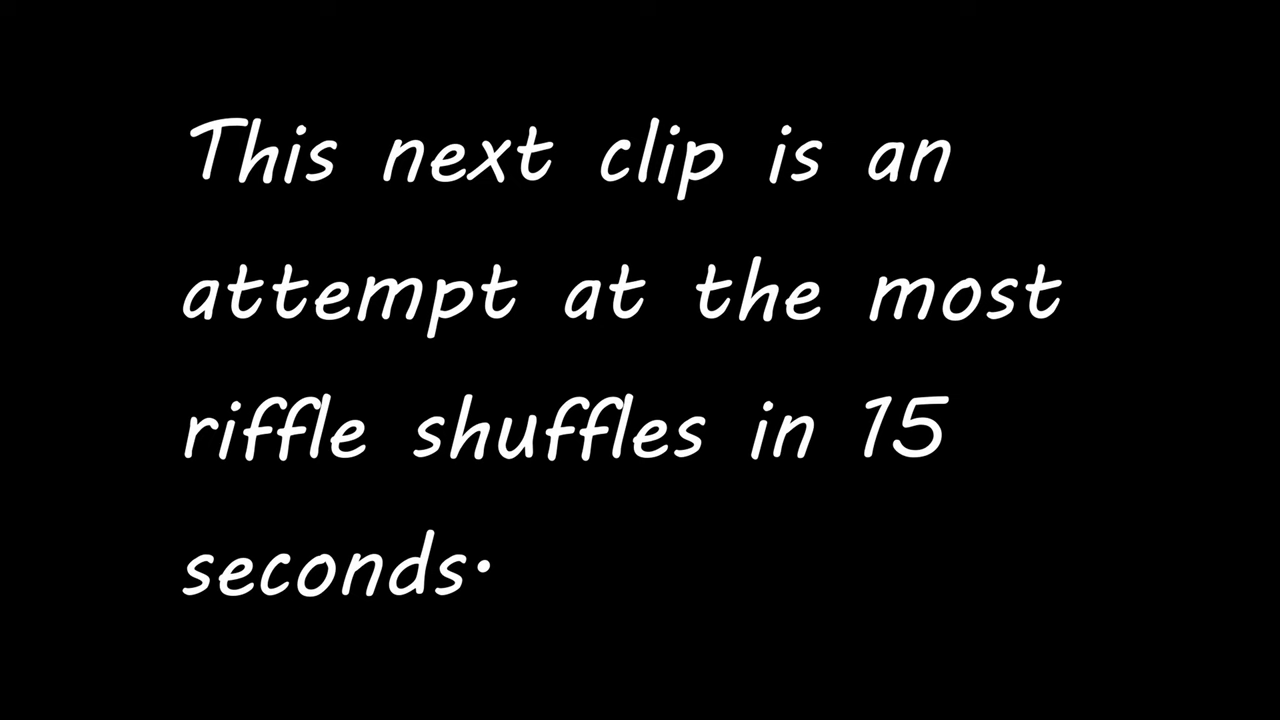 This next clip is an
attempt at the most
riffle shuffles in 15
seconds.